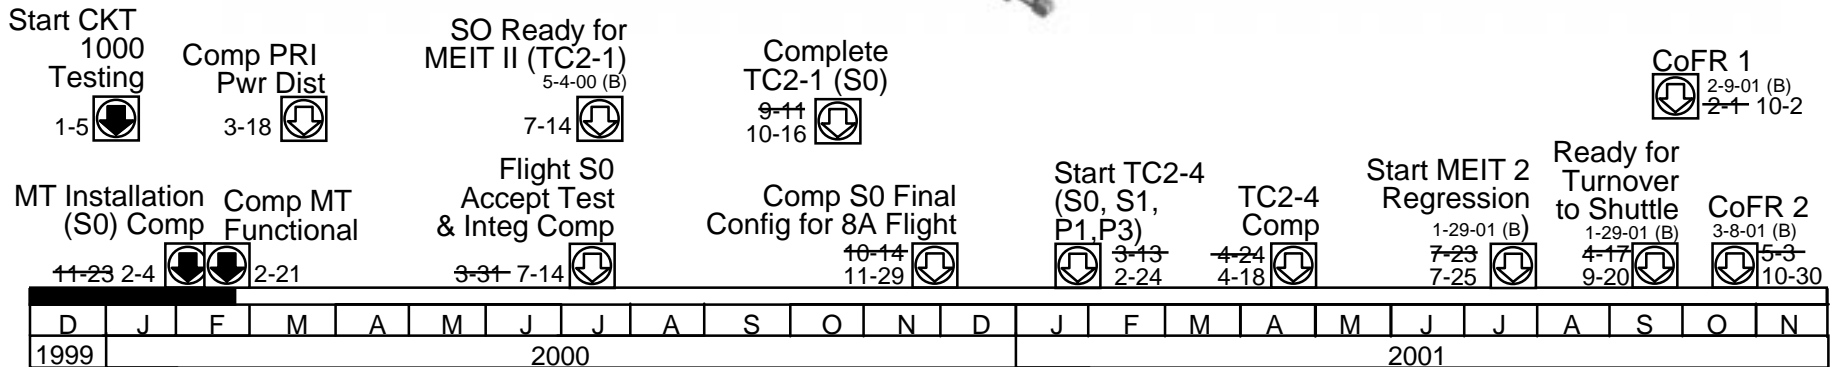 Start CKT
1000
Testing
1-5
Comp PRI
Pwr Dist
3-18
SO Ready for
MEIT II (TC2-1)
5-4-00 (B)
7-14
Complete
TC2-1 (S0)
9-11
10-16
CoFR 1
2-9-01 (B)
2-1 10-2
MT Installation
(S0) Comp
11-23 2-4
Comp MT
Functional
2-21
Flight S0
Accept Test
& Integ Comp
3-31 7-14
Comp S0 Final
Config for 8A Flight
10-14
11-29
Start TC2-4
(S0, S1,
P1,P3)
3-13
2-24
TC2-4
Comp
4-24
4-18
Start MEIT 2
Regression
1-29-01 (B)
7-23
7-25
Ready for
Turnover
to Shuttle
1-29-01 (B)
4-17
9-20
CoFR 2
3-8-01 (B)
5-3
10-30
D J F M A M J J A S O N D J F M A M J J A S O N
1999 2000 2001